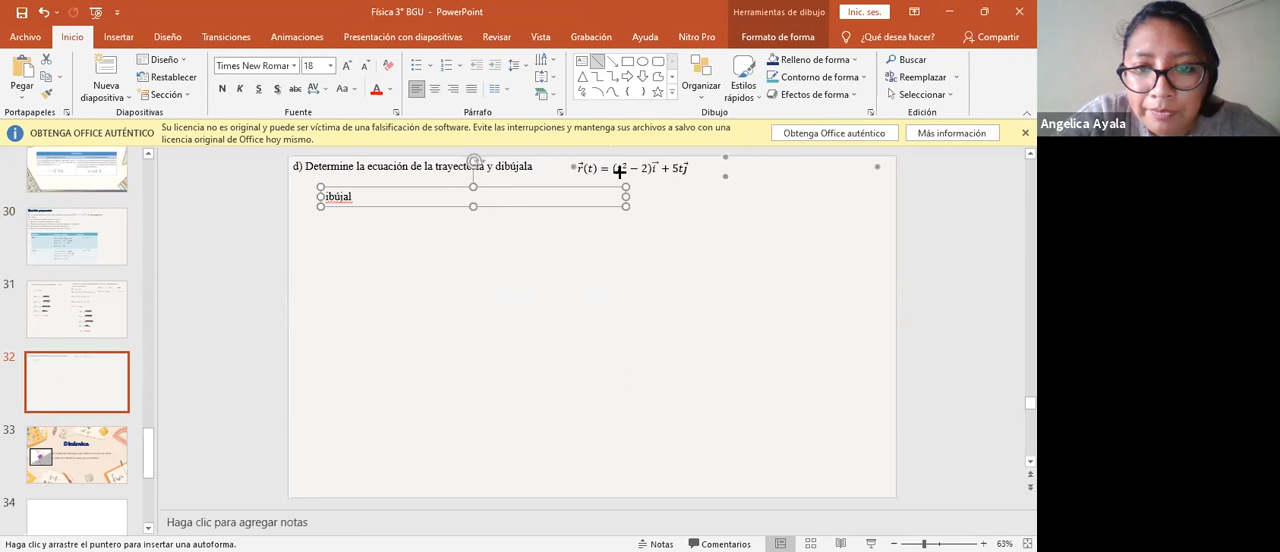 Física 3° BGU - PowerPoint
Herramientas de dibujo
Inic. ses.
Archivo Inicio Insertar Diseño Transiciones Animaciones Presentación con diapositivas Revisar Vista Grabación Ayuda Nitro Pro Formato de forma ¿Qué desea hacer? Compartir
Pegar
Nueva diapositiva
Diseño
Restablecer
Sección
Times New Romar 18
N K S S ab AV Aa A
Organizar
Estilos rápidos
Relleno de forma
Contorno de forma
Efectos de forma
Buscar
Reemplazar
Seleccionar
Portapapeles Diapositivas Fuente Párrafo Dibujo Edición
OBTENGA OFFICE AUTÉNTICO Su licencia no es original y puede ser víctima de una falsificación de software. Evite las interrupciones y mantenga sus archivos a salvo con una
licencia original de Office hoy mismo.
Obtenga Office auténtico Más información
Angelica Ayala
d) Determine la ecuación de la trayectoria y dibújala
r⃗(t) = (t² − 2)i⃗ + 5tj⃗
ibújal
30
31
32
33
Dinámica
34
Haga clic para agregar notas
Haga clic y arrastre el puntero para insertar una autoforma.
Notas Comentarios 63%